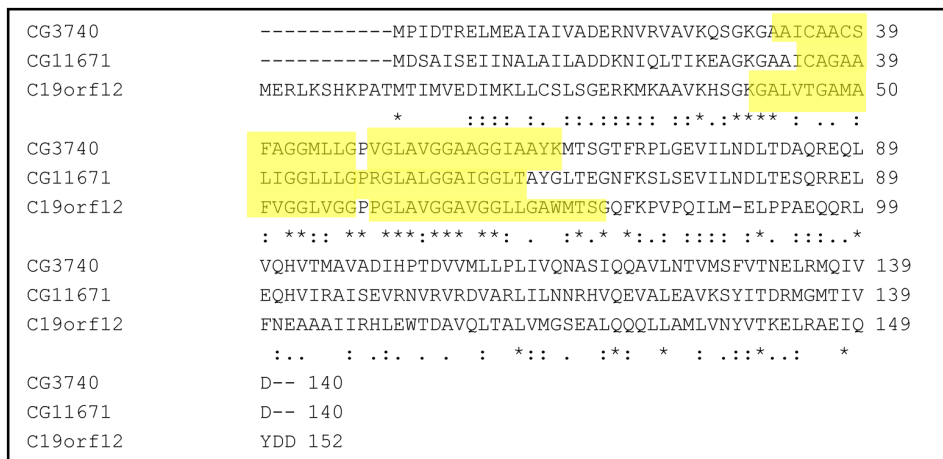 CG3740 -----------MPIDTRELMEAIAIVADERNVRVAVKQSGKGAAICAACS 39
CG11671 -----------MDSAISEIINALAILADDKNIQLTIKEAGKGAAICAGAA 39
C19orf12 MERLKSHKPATMTIMVEDIMKLLCSLSGERKMKAAVKHSGKGALVTGAMA 50
* :::: :. ::.:::::: ::*.:**** : .. :
CG3740 FAGGMLLGPVGLAVGGAAGGIAAYKMTSGTFRPLGEVILNDLTDAQREQL 89
CG11671 LIGGLLLGPRGLALGGAIGGLTAYGLTEGNFKSLSEVILNDLTESQRREL 89
C19orf12 FVGGLVGGPPGLAVGGAVGGLLGAWMTSGQFKPVPQILM-ELPPAEQQRL 99
: **:: ** ***:*** **: . :*.* *:.: :::: :*. ::..*
CG3740 VQHVTMAVADIHPTDVVMLLPLIVQNASIQQAVLNTVMSFVTNELRMQIV 139
CG11671 EQHVIRAISEVRNVRVRDVARLILNNRHVQEVALEAVKSYITDRMGMTIV 139
C19orf12 FNEAAAIIRHLEWTDAVQLTALVMGSEALQQQLLAMLVNYVTKELRAEIQ 149
:.. : .:. . . : *:: . :*: * : .::*..: *
CG3740 D-- 140
CG11671 D-- 140
C19orf12 YDD 152